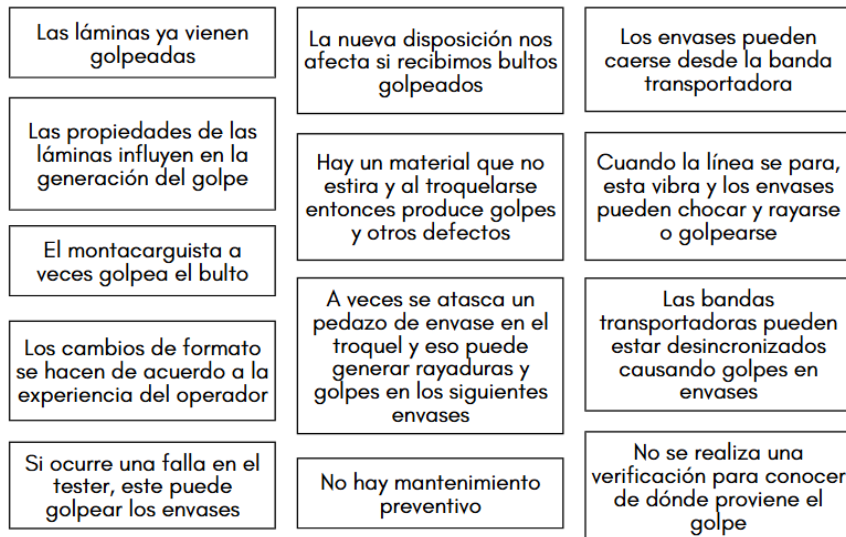 Las láminas ya vienen
golpeadas
Las propiedades de las
láminas influyen en la
generación del golpe
El montacarguista a
veces golpea el bulto
Los cambios de formato
se hacen de acuerdo a la
experiencia del operador
Si ocurre una falla en el
tester, este puede
golpear los envases
La nueva disposición nos
afecta si recibimos bultos
golpeados
Hay un material que no
estira y al troquelarse
entonces produce golpes
y otros defectos
A veces se atasca un
pedazo de envase en el
troquel y eso puede
generar rayaduras y
golpes en los siguientes
envases
No hay mantenimiento
preventivo
Los envases pueden
caerse desde la banda
transportadora
Cuando la línea se para,
esta vibra y los envases
pueden chocar y rayarse
o golpearse
Las bandas
transportadoras pueden
estar desincronizados
causando golpes en
envases
No se realiza una
verificación para conocer
de dónde proviene el
golpe